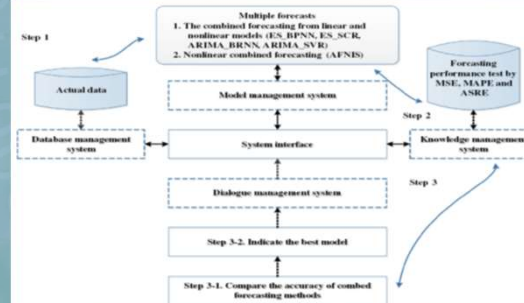 Multiple forecasts
1. The combined forecasting from linear and
nonlinear models (ES_BPNN, ES_SCR,
ARIMA_BRNN, ARIMA_SVR)
2. Nonlinear combined forecasting (AFNIS)
Step 1
Actual data
Forcasting
performance test by
MSE, MAPE and
ASRE
Model management system
Step 2
Database management
system
System interface
Knowledge management
system
Dialogue management system
Step 3
Step 3-2. Indicate the best model
Step 3-1. Compare the accuracy of combed
forecasting methods